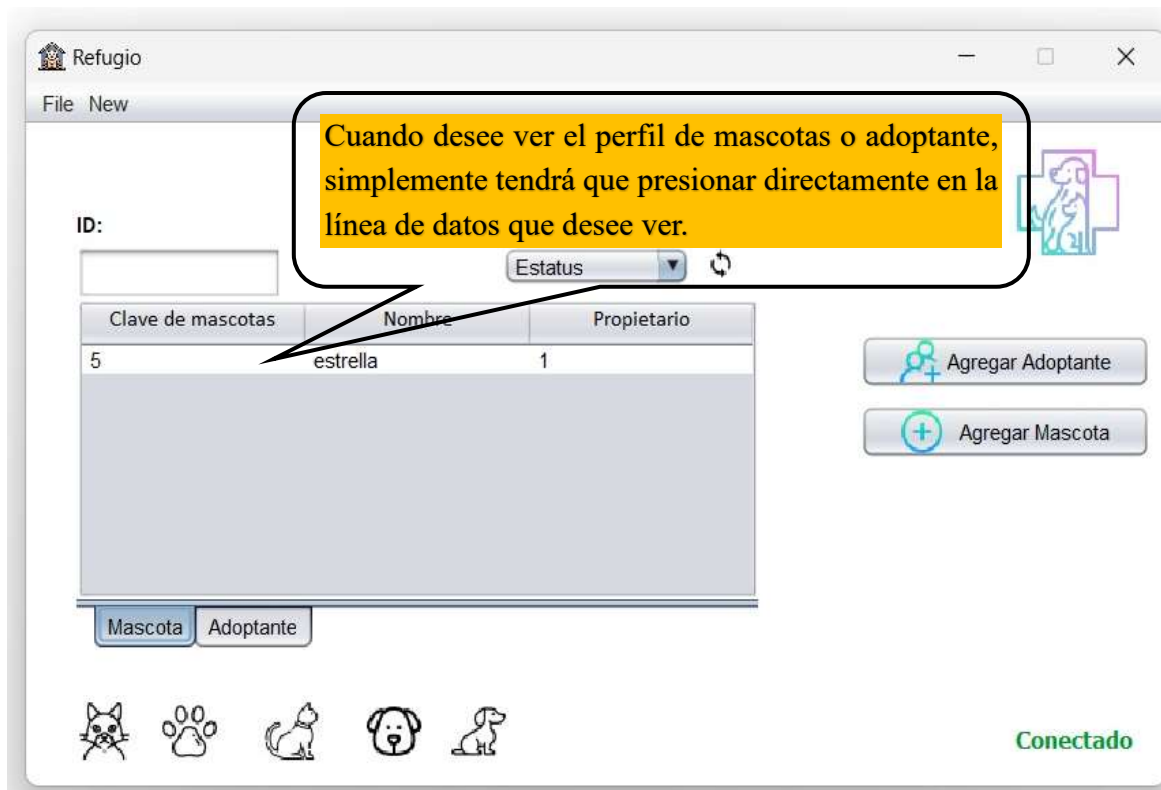 Refugio
File New
Cuando desee ver el perfil de mascotas o adoptante,
simplemente tendrá que presionar directamente en la
línea de datos que desee ver.
ID:
Estatus
Clave de mascotas Nombre Propietario
5 estrella 1
Agregar Adoptante
Agregar Mascota
Mascota Adoptante
Conectado